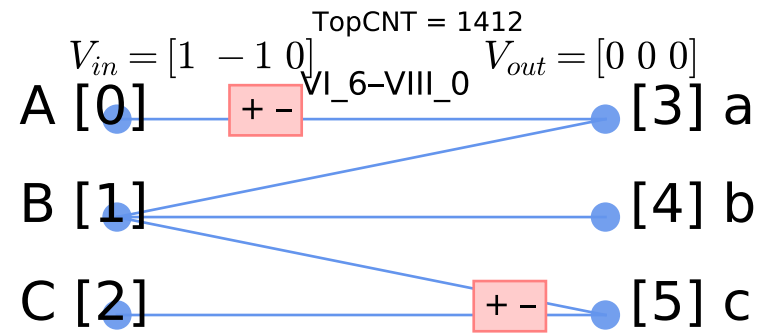 TopCNT = 1412
V_in = [1 −1 0] V_out = [0 0 0]
VI_6–VIII_0
A [0] + – [3] a
B [1] [4] b
C [2] + – [5] c